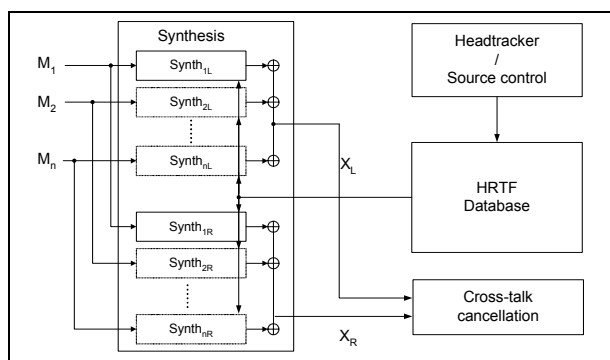 Synthesis
M1
Synth1L
M2
Synth2L
Mn
SynthnL
Synth1R
Synth2R
SynthnR
XL
XR
Headtracker
/
Source control
HRTF
Database
Cross-talk
cancellation